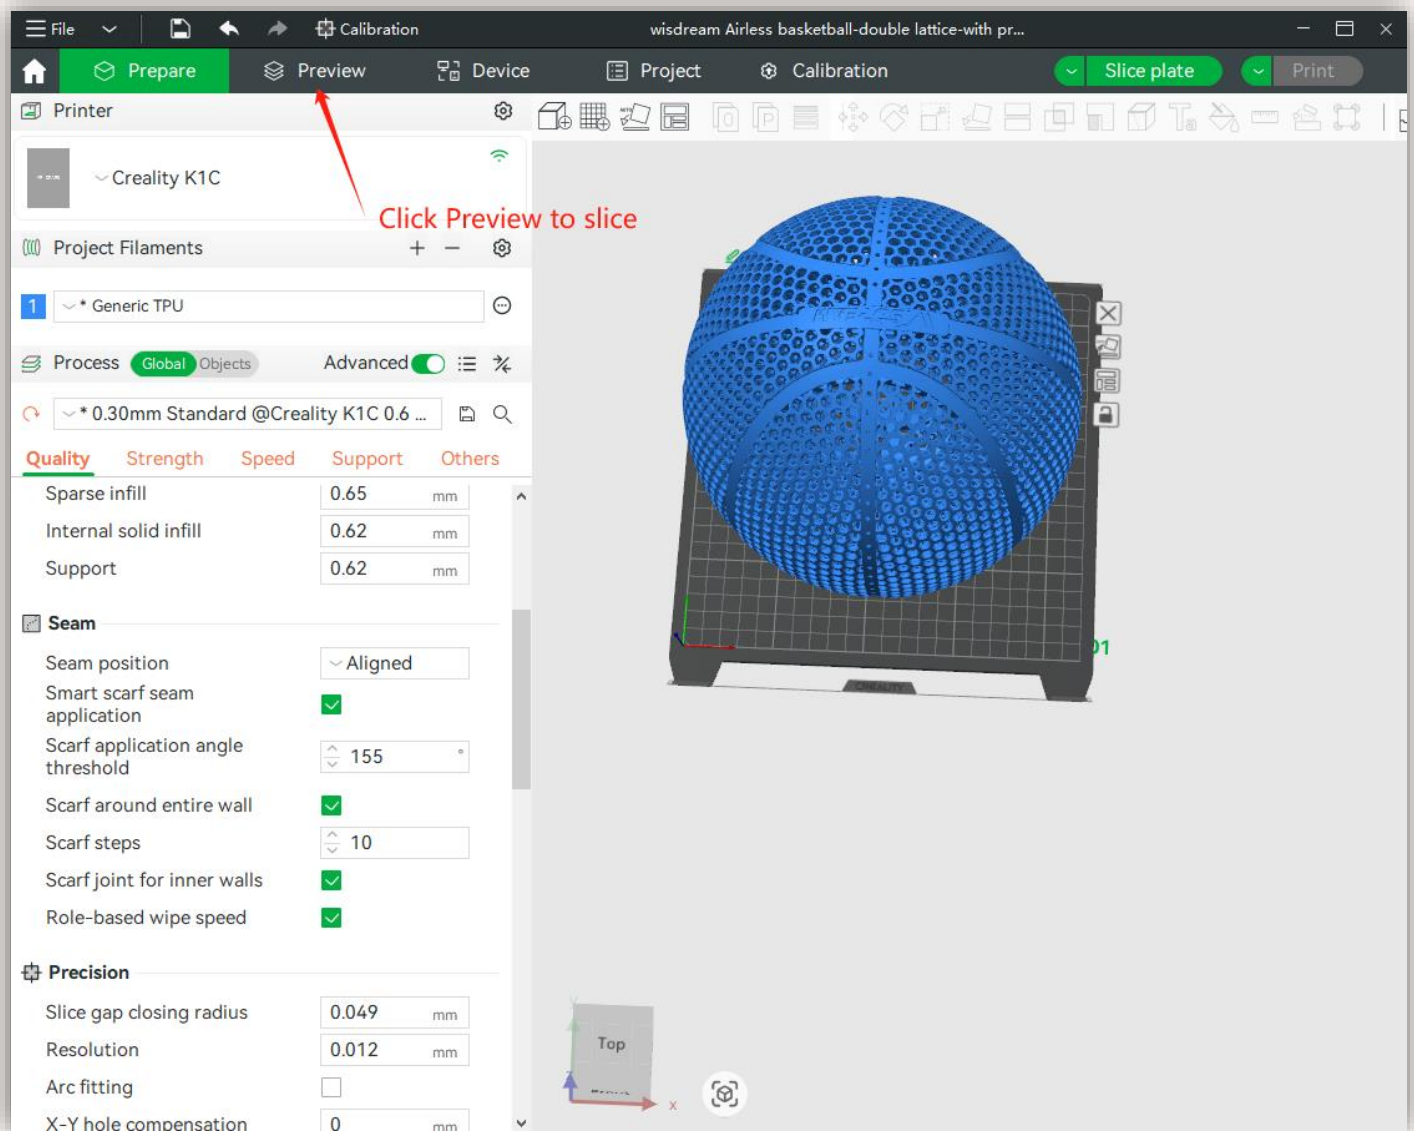 File
Calibration
wisdream Airless basketball-double lattice-with pr...
Prepare
Preview
Device
Project
Calibration
Slice plate
Print
Printer
Creality K1C
Click Preview to slice
Project Filaments
1
* Generic TPU
Process
Global
Objects
Advanced
* 0.30mm Standard @Creality K1C 0.6 ...
Quality
Strength
Speed
Support
Others
Sparse infill 0.65 mm
Internal solid infill 0.62 mm
Support 0.62 mm
Seam
Seam position Aligned
Smart scarf seam
application
Scarf application angle
threshold
155 °
Scarf around entire wall
Scarf steps 10
Scarf joint for inner walls
Role-based wipe speed
Precision
Slice gap closing radius 0.049 mm
Resolution 0.012 mm
Arc fitting
X-Y hole compensation 0 mm
CREALITY
01
Top
x